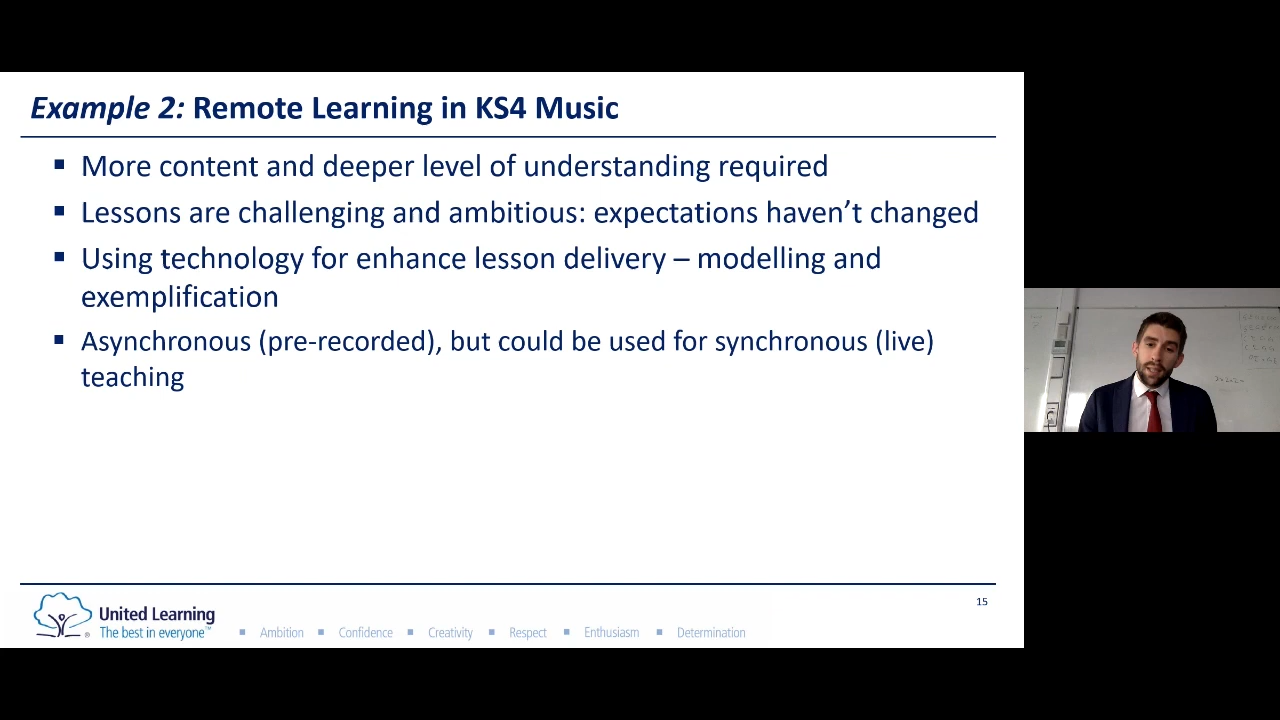 Example 2: Remote Learning in KS4 Music
▪ More content and deeper level of understanding required
▪ Lessons are challenging and ambitious: expectations haven’t changed
▪ Using technology for enhance lesson delivery – modelling and
exemplification
▪ Asynchronous (pre-recorded), but could be used for synchronous (live)
teaching
15
United Learning
The best in everyone™
▪ Ambition ▪ Confidence ▪ Creativity ▪ Respect ▪ Enthusiasm ▪ Determination